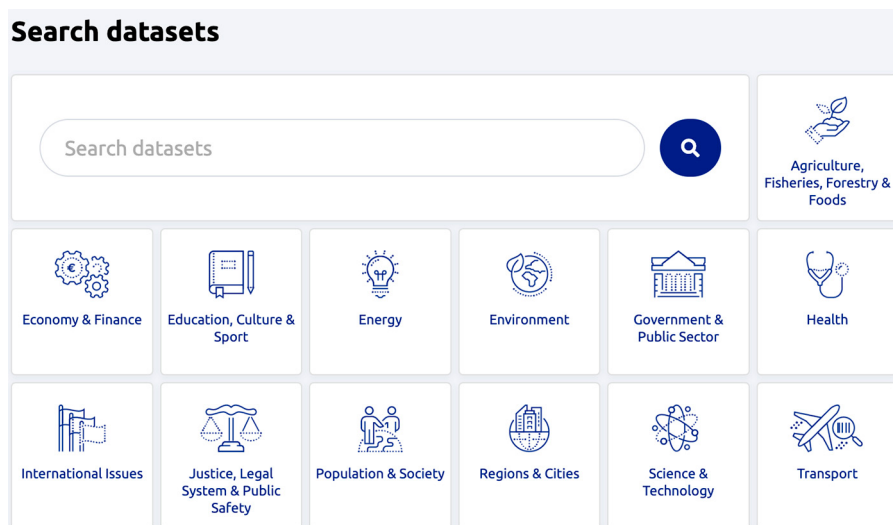 Search datasets
Search datasets
Agriculture,
Fisheries, Forestry &
Foods
Economy & Finance
Education, Culture &
Sport
Energy
Environment
Government &
Public Sector
Health
International Issues
Justice, Legal
System & Public
Safety
Population & Society
Regions & Cities
Science &
Technology
Transport